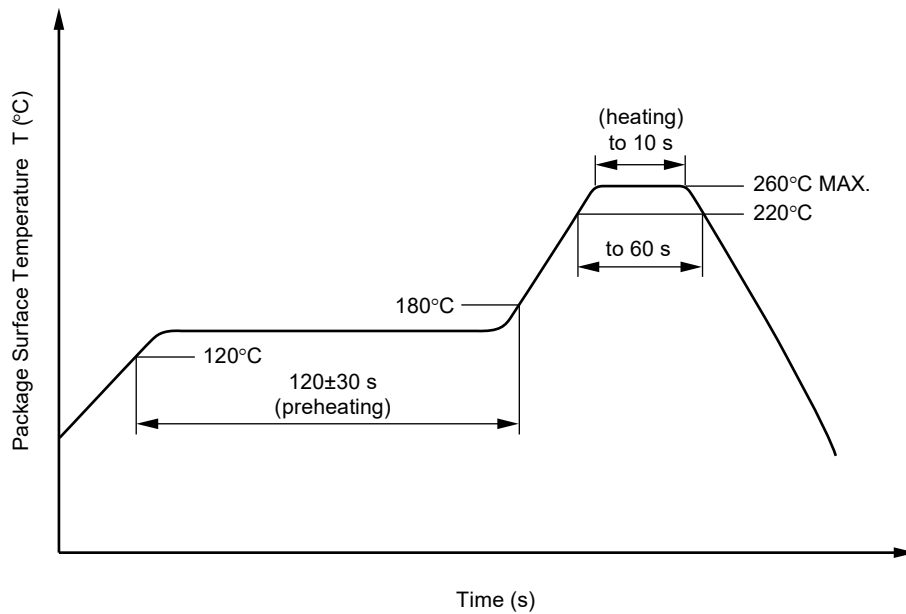 Package Surface Temperature T (°C)
(heating)
to 10 s
260°C MAX.
220°C
to 60 s
180°C
120°C
120±30 s
(preheating)
Time (s)